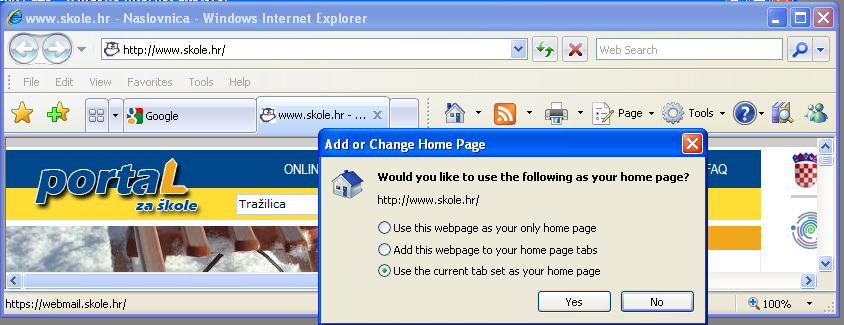 www.skole.hr - Naslovnica - Windows Internet Explorer
http://www.skole.hr/
Web Search
File Edit View Favorites Tools Help
Google
www.skole.hr - ...
Page
Tools
Add or Change Home Page
Would you like to use the following as your home page?
http://www.skole.hr/
Use this webpage as your only home page
Add this webpage to your home page tabs
Use the current tab set as your home page
Yes No
portaL
za škole
ONLIN
FAQ
Tražilica
https://webmail.skole.hr/
100%